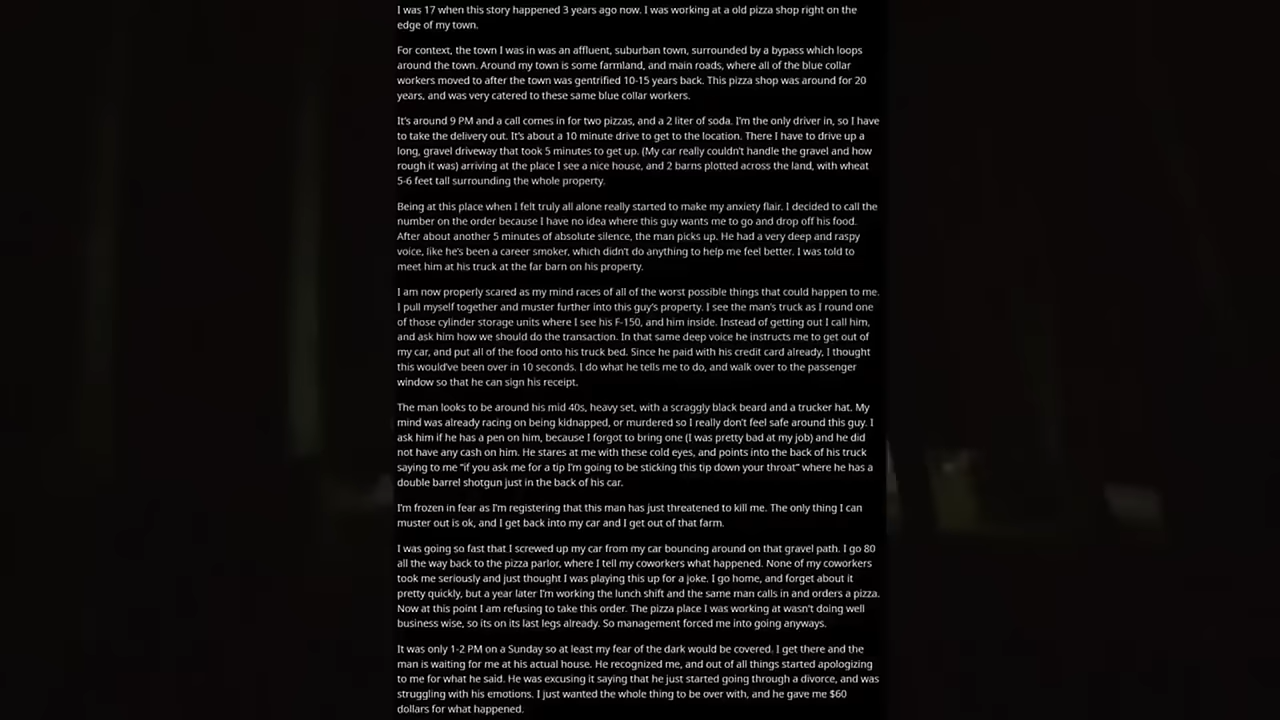 I was 17 when this story happened 3 years ago now. I was working at a old pizza shop right on the
edge of my town.
For context, the town I was in was an affluent, suburban town, surrounded by a bypass which loops
around the town. Around my town is some farmland, and main roads, where all of the blue collar
workers moved to after the town was gentrified 10-15 years back. This pizza shop was around for 20
years, and was very catered to these same blue collar workers.
It's around 9 PM and a call comes in for two pizzas, and a 2 liter of soda. I'm the only driver in, so I have
to take the delivery out. It's about a 10 minute drive to get to the location. There I have to drive up a
long, gravel driveway that took 5 minutes to get up. (My car really couldn't handle the gravel and how
rough it was) arriving at the place I see a nice house, and 2 barns plotted across the land, with wheat
5-6 feet tall surrounding the whole property.
Being at this place when I felt truly all alone really started to make my anxiety flair. I decided to call the
number on the order because I have no idea where this guy wants me to go and drop off his food.
After about another 5 minutes of absolute silence, the man picks up. He had a very deep and raspy
voice, like he's been a career smoker, which didn't do anything to help me feel better. I was told to
meet him at his truck at the far barn on his property.
I am now properly scared as my mind races of all of the worst possible things that could happen to me.
I pull myself together and muster further into this guy's property. I see the man's truck as I round one
of those cylinder storage units where I see his F-150, and him inside. Instead of getting out I call him,
and ask him how we should do the transaction. In that same deep voice he instructs me to get out of
my car, and put all of the food onto his truck bed. Since he paid with his credit card already, I thought
this would've been over in 10 seconds. I do what he tells me to do, and walk over to the passenger
window so that he can sign his receipt.
The man looks to be around his mid 40s, heavy set, with a scraggly black beard and a trucker hat. My
mind was already racing on being kidnapped, or murdered so I really don't feel safe around this guy. I
ask him if he has a pen on him, because I forgot to bring one (I was pretty bad at my job) and he did
not have any cash on him. He stares at me with these cold eyes, and points into the back of his truck
saying to me "if you ask me for a tip I'm going to be sticking this tip down your throat" where he has a
double barrel shotgun just in the back of his car.
I'm frozen in fear as I'm registering that this man has just threatened to kill me. The only thing I can
muster out is ok, and I get back into my car and I get out of that farm.
I was going so fast that I screwed up my car from my car bouncing around on that gravel path. I go 80
all the way back to the pizza parlor, where I tell my coworkers what happened. None of my coworkers
took me seriously and just thought I was playing this up for a joke. I go home, and forget about it
pretty quickly, but a year later I'm working the lunch shift and the same man calls in and orders a pizza.
Now at this point I am refusing to take this order. The pizza place I was working at wasn't doing well
business wise, so its on its last legs already. So management forced me into going anyways.
It was only 1-2 PM on a Sunday so at least my fear of the dark would be covered. I get there and the
man is waiting for me at his actual house. He recognized me, and out of all things started apologizing
to me for what he said. He was excusing it saying that he just started going through a divorce, and was
struggling with his emotions. I just wanted the whole thing to be over with, and he gave me $60
dollars for what happened.